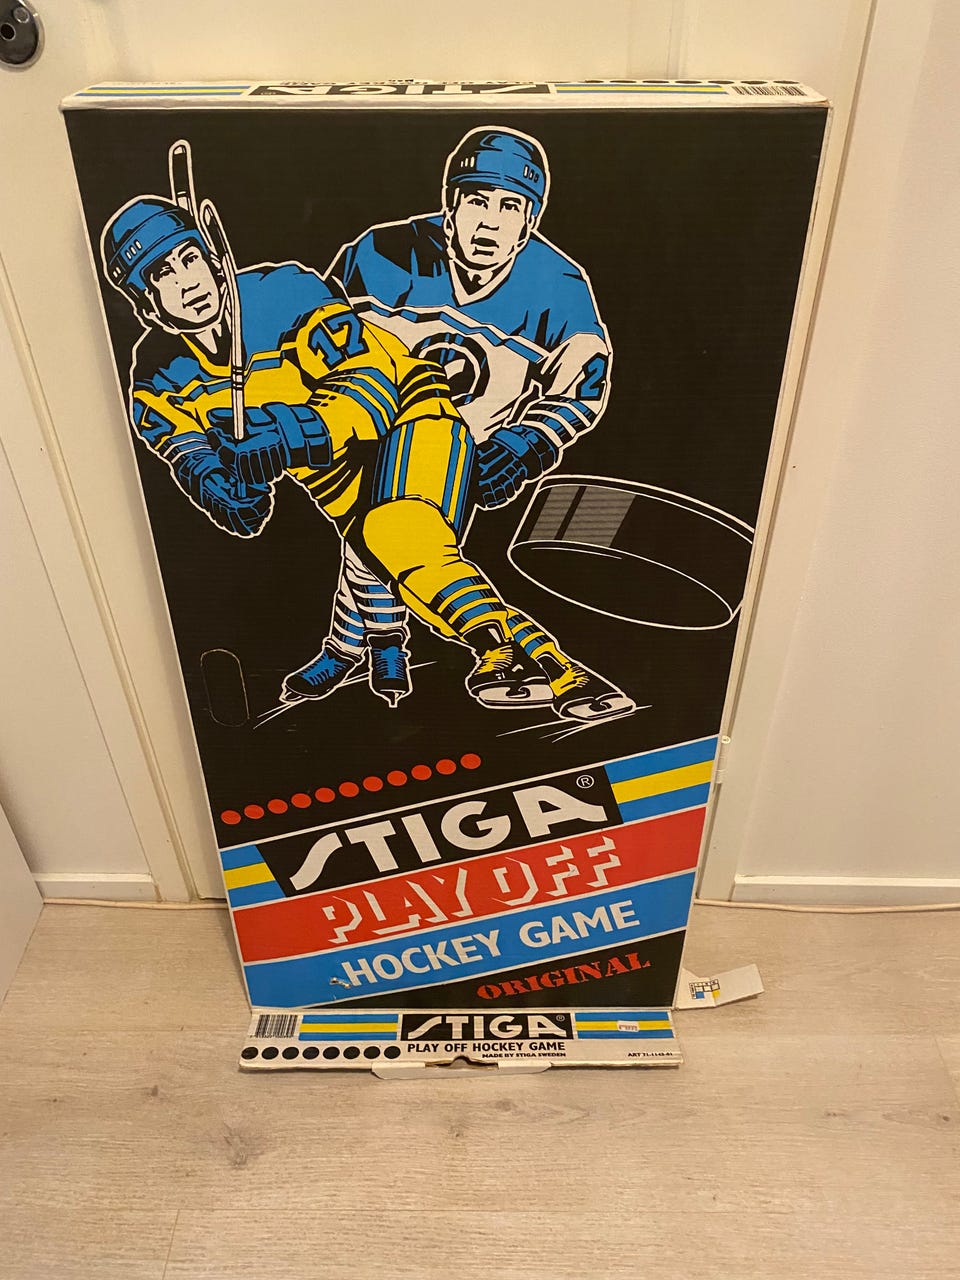 STIGA
17
2
STIGA®
PLAY OFF
HOCKEY GAME
ORIGINAL
STIGA®
PLAY OFF HOCKEY GAME
MADE BY STIGA SWEDEN